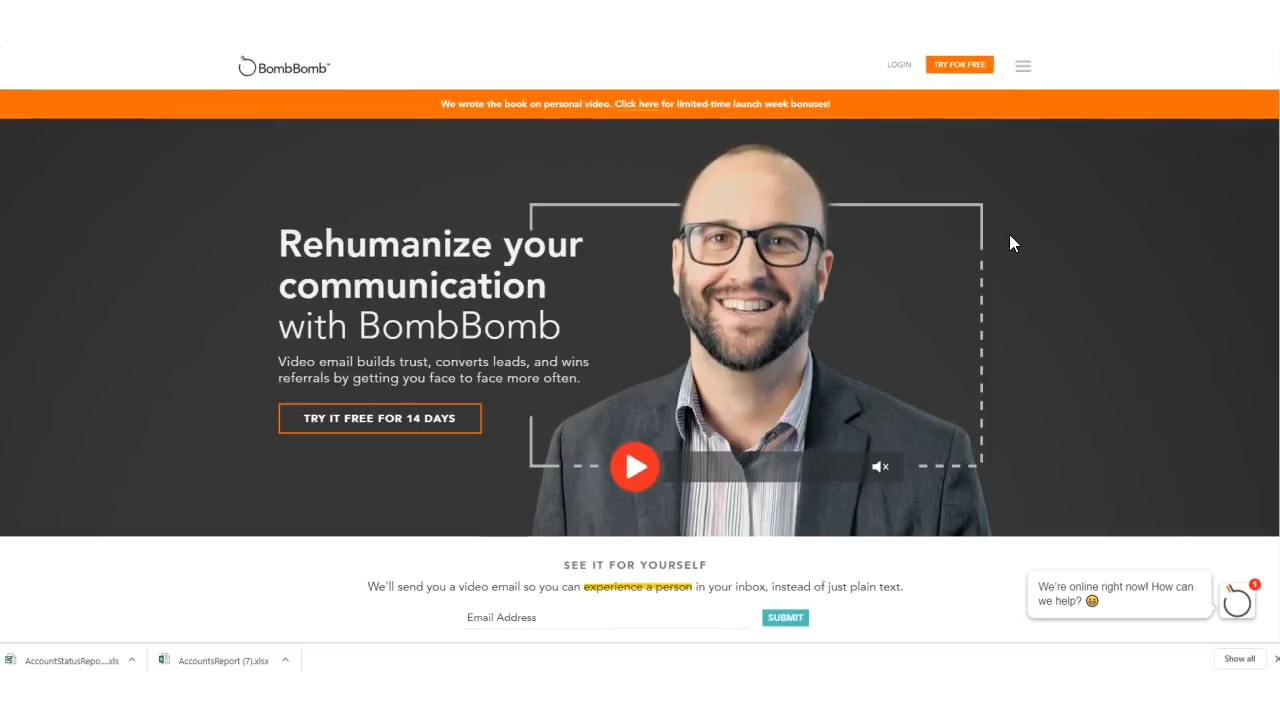 BombBomb™
LOGIN
TRY FOR FREE
We wrote the book on personal video. Click here for limited-time launch week bonuses!
Rehumanize your
communication
with BombBomb
Video email builds trust, converts leads, and wins
referrals by getting you face to face more often.
TRY IT FREE FOR 14 DAYS
SEE IT FOR YOURSELF
We'll send you a video email so you can experience a person in your inbox, instead of just plain text.
Email Address
SUBMIT
We're online right now! How can
we help?
1
AccountStatusRepo....xls
AccountsReport (7).xlsx
Show all